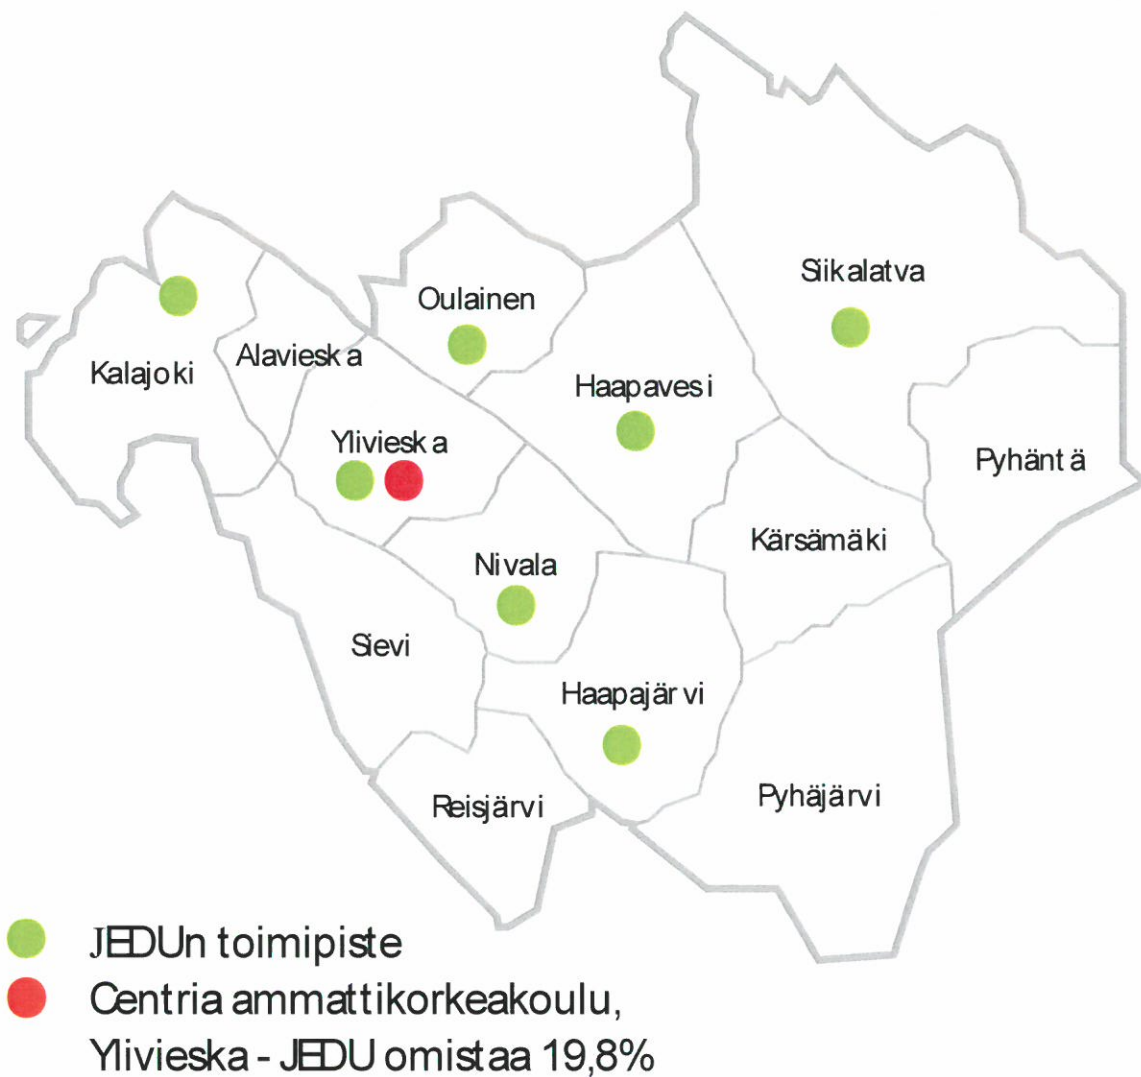 Siikalatva
Oulainen
Alavieska
Kalajoki
Haapavesi
Ylivieska
Pyhäntä
Kärsämäki
Nivala
Sievi
Haapajärvi
Pyhäjärvi
Reisjärvi
JEDUn toimipiste
Centria ammattikorkeakoulu,
Ylivieska - JEDU omistaa 19,8%